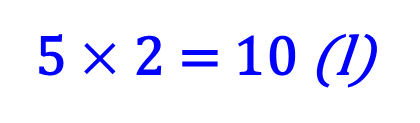 5 × 2 = 10 (l)